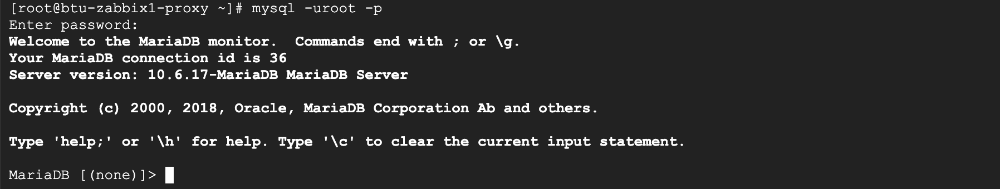 [root@btu-zabbix1-proxy ~]# mysql -uroot -p
Enter password:
Welcome to the MariaDB monitor.  Commands end with ; or \g.
Your MariaDB connection id is 36
Server version: 10.6.17-MariaDB MariaDB Server
Copyright (c) 2000, 2018, Oracle, MariaDB Corporation Ab and others.
Type 'help;' or '\h' for help. Type '\c' to clear the current input statement.
MariaDB [(none)]>